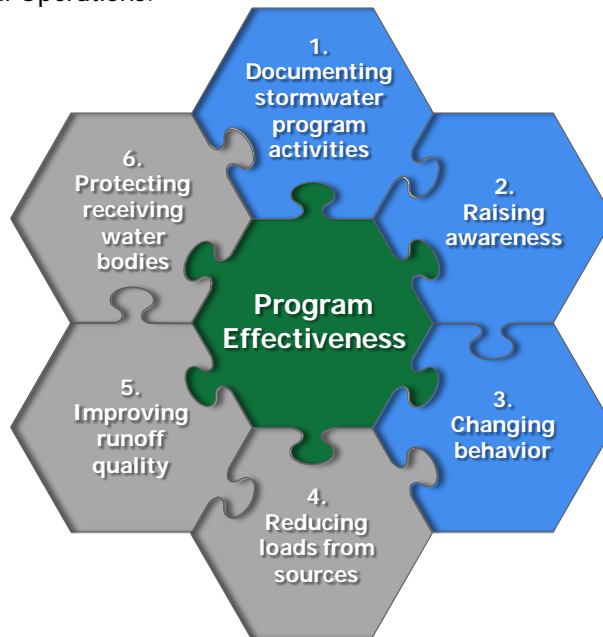 Operations.
1.
Documenting
stormwater
program
activities
2.
Raising
awareness
3.
Changing
behavior
4.
Reducing
loads from
sources
5.
Improving
runoff
quality
6.
Protecting
receiving
water
bodies
Program
Effectiveness